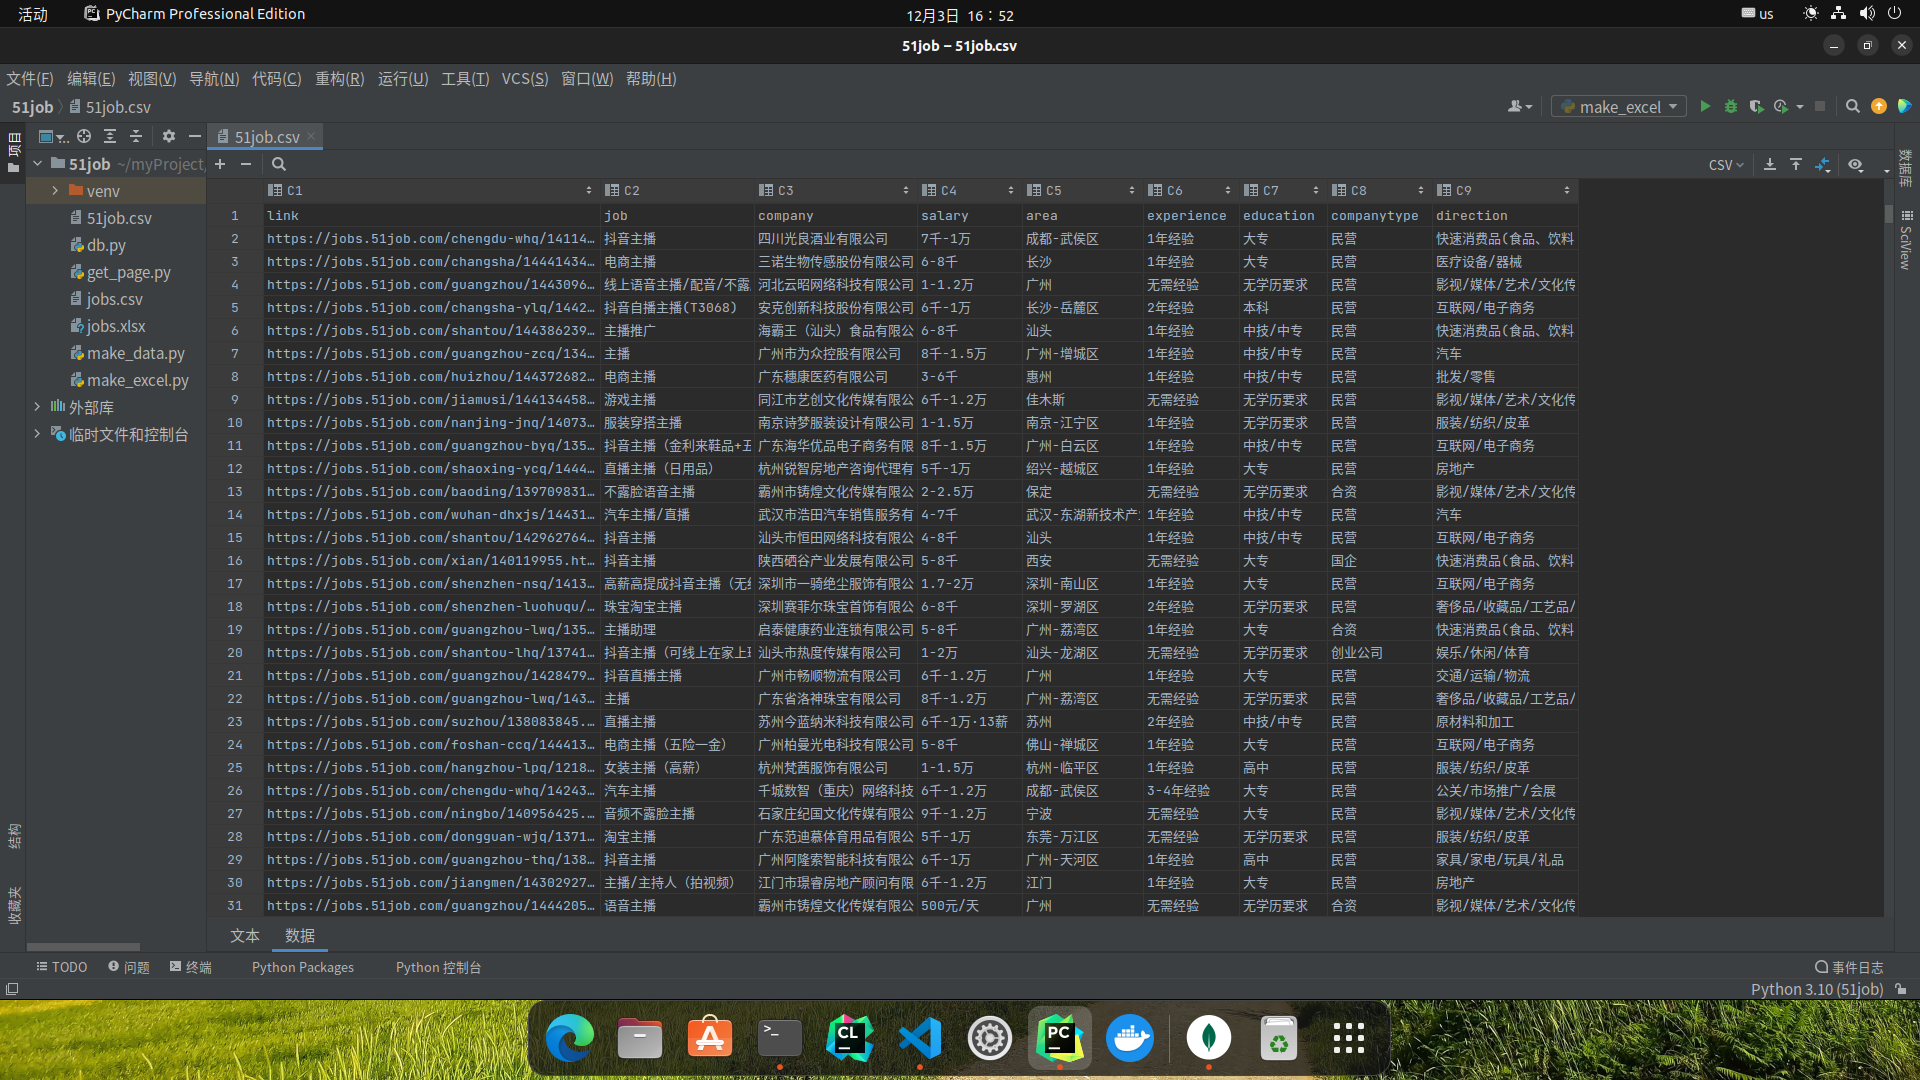 活动 PyCharm Professional Edition 12月3日 16：52 us
51job – 51job.csv
文件(F) 编辑(E) 视图(V) 导航(N) 代码(C) 重构(R) 运行(U) 工具(T) VCS(S) 窗口(W) 帮助(H)
51job 51job.csv make_excel
项目 51job.csv 数据库
51job ~/myProject, CSV
venv C1 C2 C3 C4 C5 C6 C7 C8 C9
51job.csv 1 link job company salary area experience education companytype direction
2 https://jobs.51job.com/chengdu-whq/14114… 抖音主播 四川光良酒业有限公司 7千-1万 成都-武侯区 1年经验 大专 民营 快速消费品(食品、饮料
db.py 3 https://jobs.51job.com/changsha/14441434… 电商主播 三诺生物传感股份有限公司 6-8千 长沙 1年经验 大专 民营 医疗设备/器械 SciView
get_page.py 4 https://jobs.51job.com/guangzhou/1443096… 线上语音主播/配音/不露 河北云昭网络科技有限公司 1-1.2万 广州 无需经验 无学历要求 民营 影视/媒体/艺术/文化传
jobs.csv 5 https://jobs.51job.com/changsha-ylq/1442… 抖音自播主播(T3068) 安克创新科技股份有限公司 6千-1万 长沙-岳麓区 2年经验 本科 民营 互联网/电子商务
jobs.xlsx 6 https://jobs.51job.com/shantou/144386239… 主播推广 海霸王（汕头）食品有限公 6-8千 汕头 1年经验 中技/中专 民营 快速消费品(食品、饮料
make_data.py 7 https://jobs.51job.com/guangzhou-zcq/134… 主播 广州市为众控股有限公司 8千-1.5万 广州-增城区 1年经验 中技/中专 民营 汽车
make_excel.py 8 https://jobs.51job.com/huizhou/144372682… 电商主播 广东穗康医药有限公司 3-6千 惠州 1年经验 中技/中专 民营 批发/零售
外部库 9 https://jobs.51job.com/jiamusi/144134458… 游戏主播 同江市艺创文化传媒有限公 6千-1.2万 佳木斯 无需经验 无学历要求 民营 影视/媒体/艺术/文化传
临时文件和控制台 10 https://jobs.51job.com/nanjing-jnq/14073… 服装穿搭主播 南京诗梦服装设计有限公司 1-1.5万 南京-江宁区 1年经验 无学历要求 民营 服装/纺织/皮革
11 https://jobs.51job.com/guangzhou-byq/135… 抖音主播（金利来鞋品+五 广东海华优品电子商务有限 8千-1.5万 广州-白云区 1年经验 中技/中专 民营 互联网/电子商务
12 https://jobs.51job.com/shaoxing-ycq/1444… 直播主播（日用品） 杭州锐智房地产咨询代理有 5千-1万 绍兴-越城区 1年经验 大专 民营 房地产
13 https://jobs.51job.com/baoding/139709831… 不露脸语音主播 霸州市铸煌文化传媒有限公 2-2.5万 保定 无需经验 无学历要求 合资 影视/媒体/艺术/文化传
14 https://jobs.51job.com/wuhan-dhxjs/14431… 汽车主播/直播 武汉市浩田汽车销售服务有 4-7千 武汉-东湖新技术产 1年经验 中技/中专 民营 汽车
15 https://jobs.51job.com/shantou/142962764… 抖音主播 汕头市恒田网络科技有限公 4-8千 汕头 1年经验 中技/中专 民营 互联网/电子商务
16 https://jobs.51job.com/xian/140119955.ht… 抖音主播 陕西硒谷产业发展有限公司 5-8千 西安 无需经验 大专 国企 快速消费品(食品、饮料
17 https://jobs.51job.com/shenzhen-nsq/1413… 高薪高提成抖音主播（无经 深圳市一骑绝尘服饰有限公 1.7-2万 深圳-南山区 1年经验 大专 民营 互联网/电子商务
18 https://jobs.51job.com/shenzhen-luohuqu/… 珠宝淘宝主播 深圳赛菲尔珠宝首饰有限公 6-8千 深圳-罗湖区 2年经验 无学历要求 民营 奢侈品/收藏品/工艺品/
19 https://jobs.51job.com/guangzhou-lwq/135… 主播助理 启泰健康药业连锁有限公司 5-8千 广州-荔湾区 1年经验 大专 合资 快速消费品(食品、饮料
20 https://jobs.51job.com/shantou-lhq/13741… 抖音主播（可线上在家上班 汕头市热度传媒有限公司 1-2万 汕头-龙湖区 无需经验 无学历要求 创业公司 娱乐/休闲/体育
21 https://jobs.51job.com/guangzhou/1428479… 抖音直播主播 广州市畅顺物流有限公司 6千-1.2万 广州 1年经验 大专 民营 交通/运输/物流
22 https://jobs.51job.com/guangzhou-lwq/143… 主播 广东省洛神珠宝有限公司 8千-1.2万 广州-荔湾区 无需经验 无学历要求 民营 奢侈品/收藏品/工艺品/
23 https://jobs.51job.com/suzhou/138083845.… 直播主播 苏州今蓝纳米科技有限公司 6千-1万·13薪 苏州 2年经验 中技/中专 民营 原材料和加工
24 https://jobs.51job.com/foshan-ccq/144413… 电商主播（五险一金） 广州柏曼光电科技有限公司 5-8千 佛山-禅城区 1年经验 大专 民营 互联网/电子商务
25 https://jobs.51job.com/hangzhou-lpq/1218… 女装主播（高薪） 杭州梵茜服饰有限公司 1-1.5万 杭州-临平区 1年经验 高中 民营 服装/纺织/皮革
26 https://jobs.51job.com/chengdu-whq/14243… 汽车主播 千城数智（重庆）网络科技 6千-1.2万 成都-武侯区 3-4年经验 大专 民营 公关/市场推广/会展
27 https://jobs.51job.com/ningbo/140956425.… 音频不露脸主播 石家庄纪国文化传媒有限公 9千-1.2万 宁波 无需经验 大专 民营 影视/媒体/艺术/文化传
结构 28 https://jobs.51job.com/dongguan-wjq/1371… 淘宝主播 广东范迪慕体育用品有限公 5千-1万 东莞-万江区 无需经验 无学历要求 民营 服装/纺织/皮革
29 https://jobs.51job.com/guangzhou-thq/138… 抖音主播 广州阿隆索智能科技有限公 6千-1万 广州-天河区 1年经验 高中 民营 家具/家电/玩具/礼品
30 https://jobs.51job.com/jiangmen/14302927… 主播/主持人（拍视频） 江门市璟睿房地产顾问有限 6千-1.2万 江门 1年经验 大专 民营 房地产
收藏夹 31 https://jobs.51job.com/guangzhou/1444205… 语音主播 霸州市铸煌文化传媒有限公 500元/天 广州 无需经验 无学历要求 合资 影视/媒体/艺术/文化传
文本 数据
TODO 问题 终端 Python Packages Python 控制台 事件日志
Python 3.10 (51job)
>_ CL PC